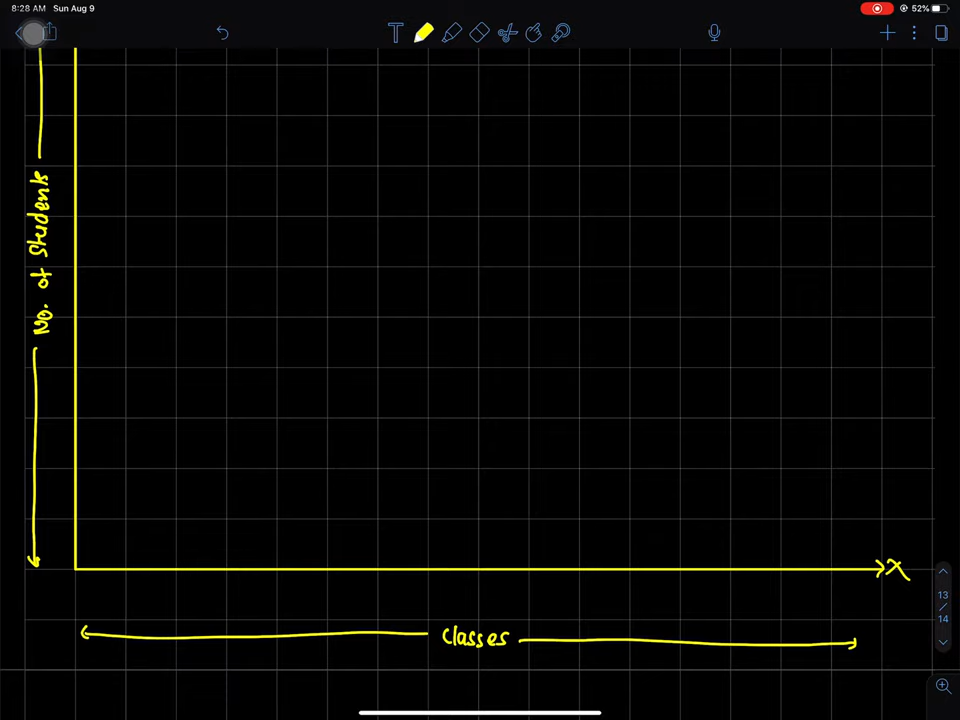 8:28 AM Sun Aug 9
52%
T
No. of Students
X
13
/
14
classes